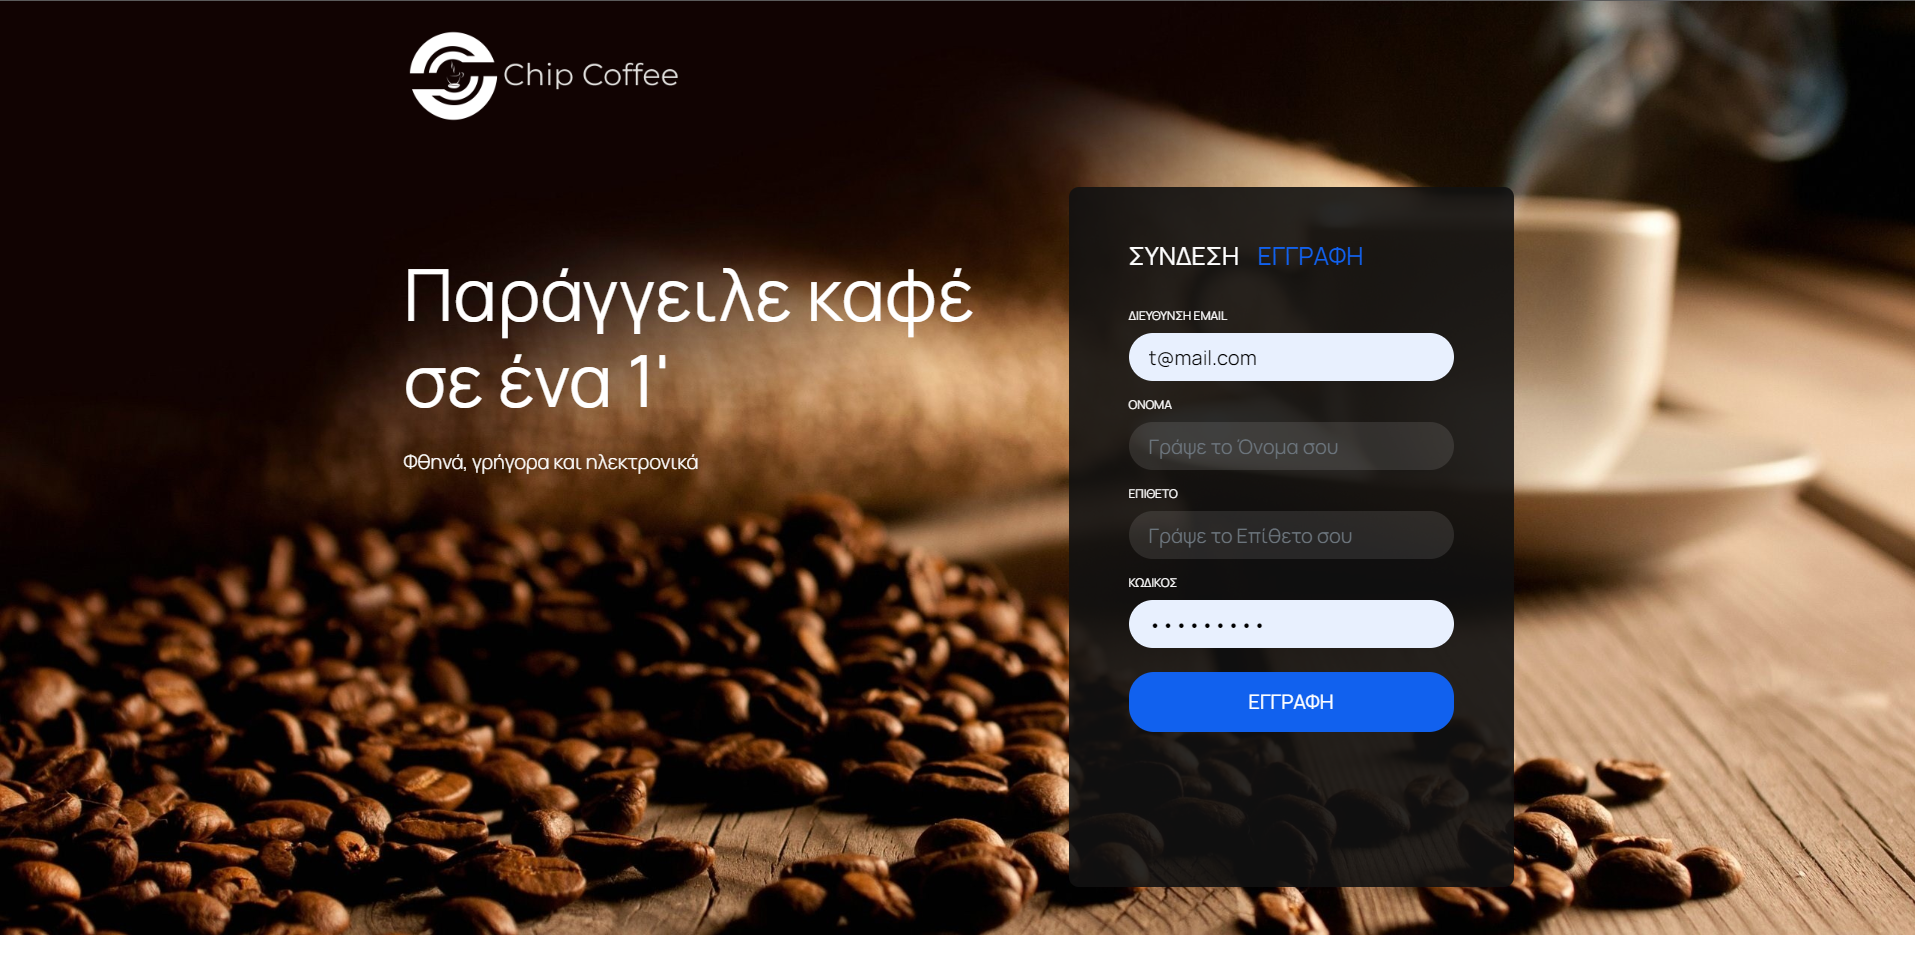 Chip Coffee
Παράγγειλε καφέ
σε ένα 1'
Φθηνά, γρήγορα και ηλεκτρονικά
ΣΥΝΔΕΣΗ ΕΓΓΡΑΦΗ
ΔΙΕΥΘΥΝΣΗ EMAIL
t@mail.com
ΟΝΟΜΑ
Γράψε το Όνομα σου
ΕΠΙΘΕΤΟ
Γράψε το Επίθετο σου
ΚΩΔΙΚΟΣ
•••••••••
ΕΓΓΡΑΦΗ